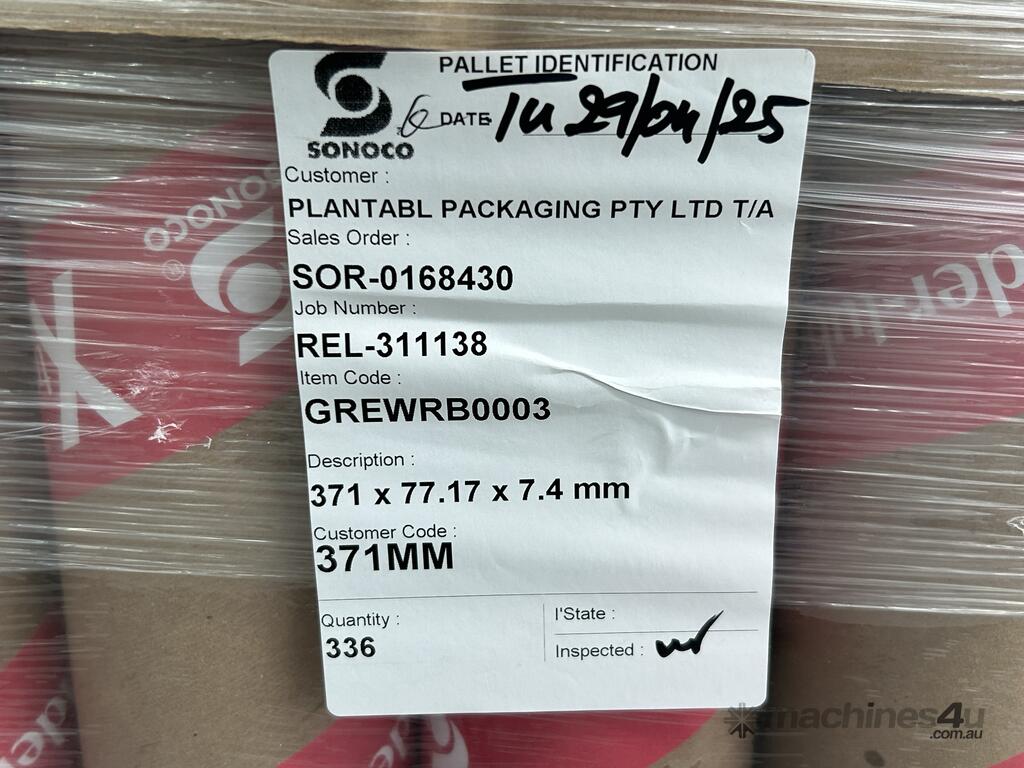 PALLET IDENTIFICATION
DATE 29/04/25
SONOCO
Customer :
PLANTABL PACKAGING PTY LTD T/A
Sales Order :
SOR-0168430
Job Number :
REL-311138
Item Code :
GREWRB0003
Description :
371 x 77.17 x 7.4 mm
Customer Code :
371MM
Quantity :
336
I'State :
Inspected :
SONOCO
machines4u
.com.au